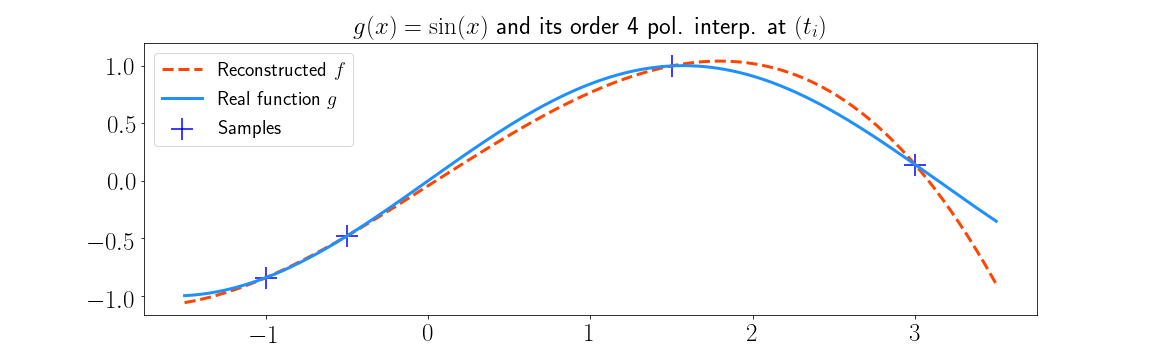 g(x) = sin(x) and its order 4 pol. interp. at (t_i)
Reconstructed f
Real function g
Samples
1.0
0.5
0.0
−0.5
−1.0
−1 0 1 2 3